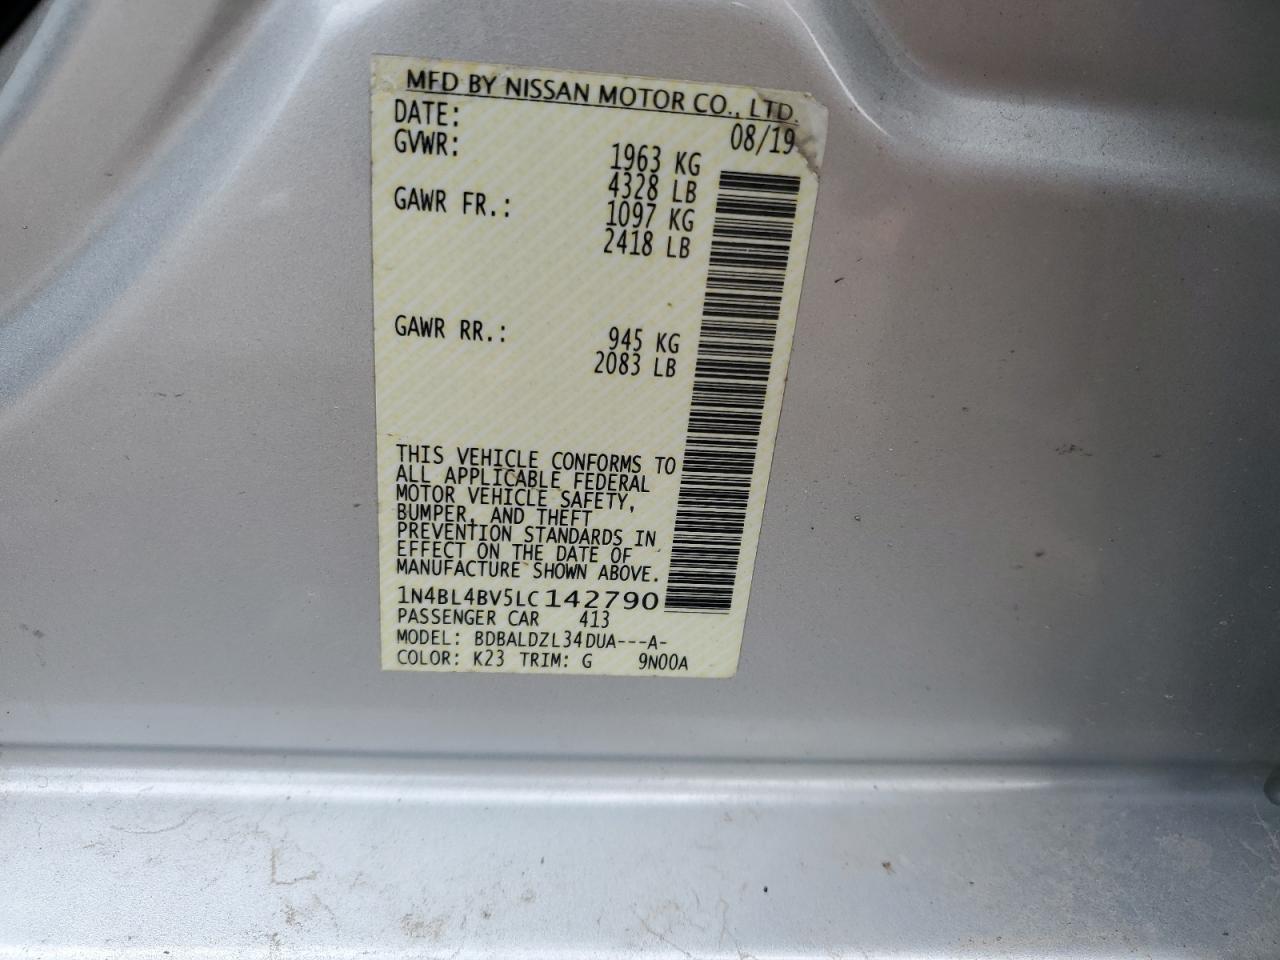 MFD BY NISSAN MOTOR CO., LTD.
DATE: 08/19
GVWR: 1963 KG
4328 LB
GAWR FR.: 1097 KG
2418 LB
GAWR RR.: 945 KG
2083 LB
THIS VEHICLE CONFORMS TO
ALL APPLICABLE FEDERAL
MOTOR VEHICLE SAFETY,
BUMPER, AND THEFT
PREVENTION STANDARDS IN
EFFECT ON THE DATE OF
MANUFACTURE SHOWN ABOVE.
1N4BL4BV5LC142790
PASSENGER CAR 413
MODEL: BDBALDZL34DUA---A-
COLOR: K23 TRIM: G 9N00A